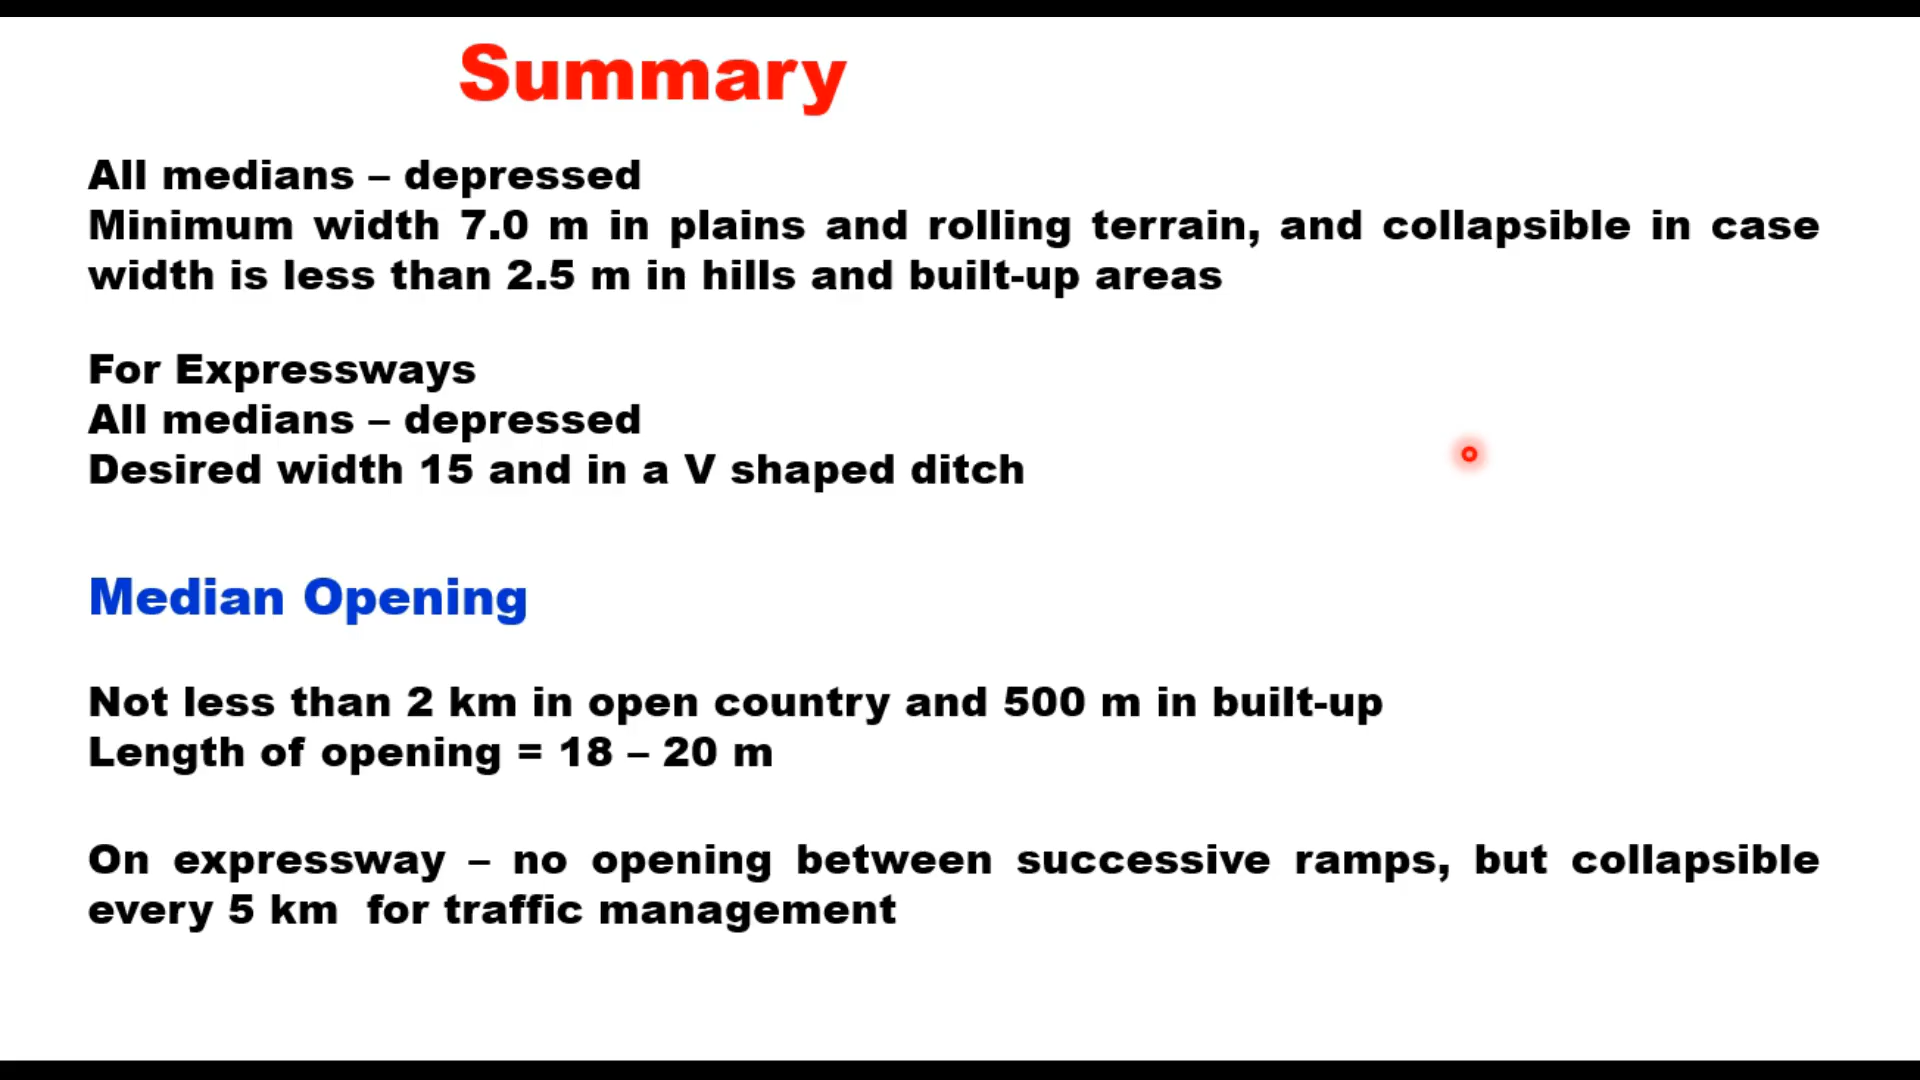 Summary
All medians – depressed
Minimum width 7.0 m in plains and rolling terrain, and collapsible in case
width is less than 2.5 m in hills and built-up areas
For Expressways
All medians – depressed
Desired width 15 and in a V shaped ditch
Median Opening
Not less than 2 km in open country and 500 m in built-up
Length of opening = 18 – 20 m
On expressway – no opening between successive ramps, but collapsible
every 5 km  for traffic management